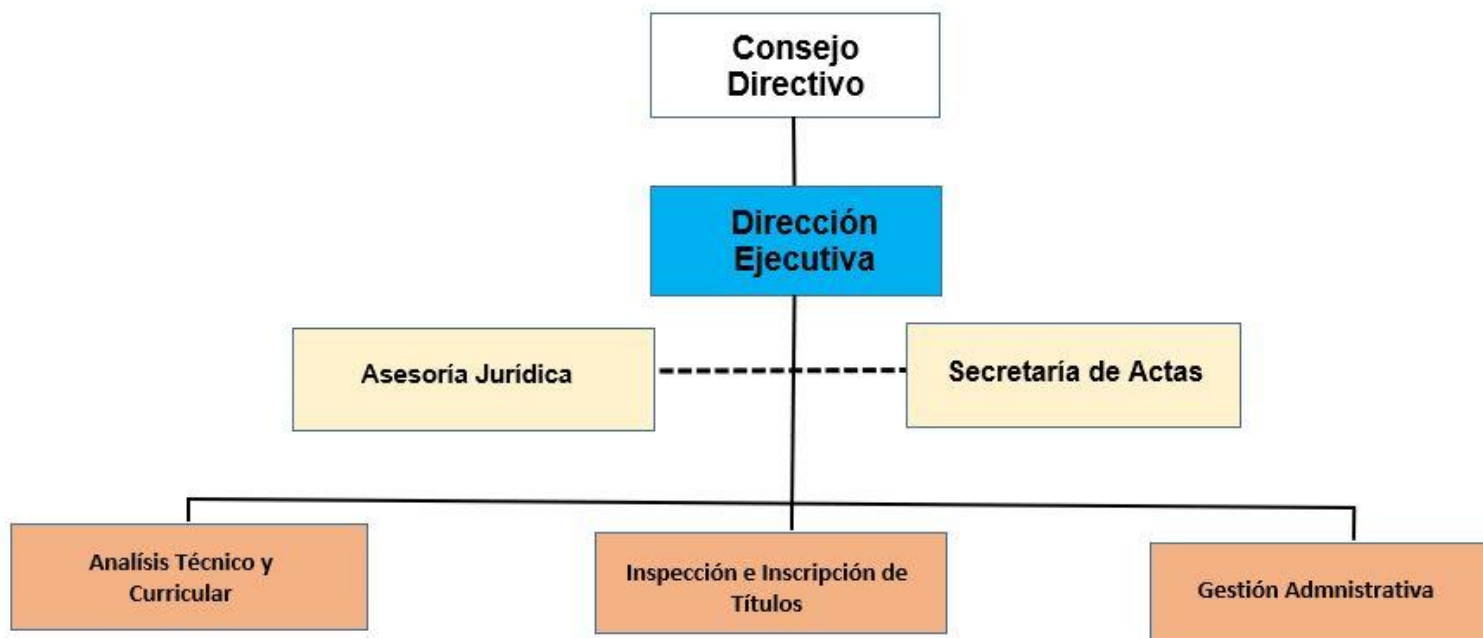 Consejo
Directivo
Dirección
Ejecutiva
Asesoría Jurídica
Secretaría de Actas
Analísis Técnico y
Curricular
Inspección e Inscripción de
Títulos
Gestión Admnistrativa